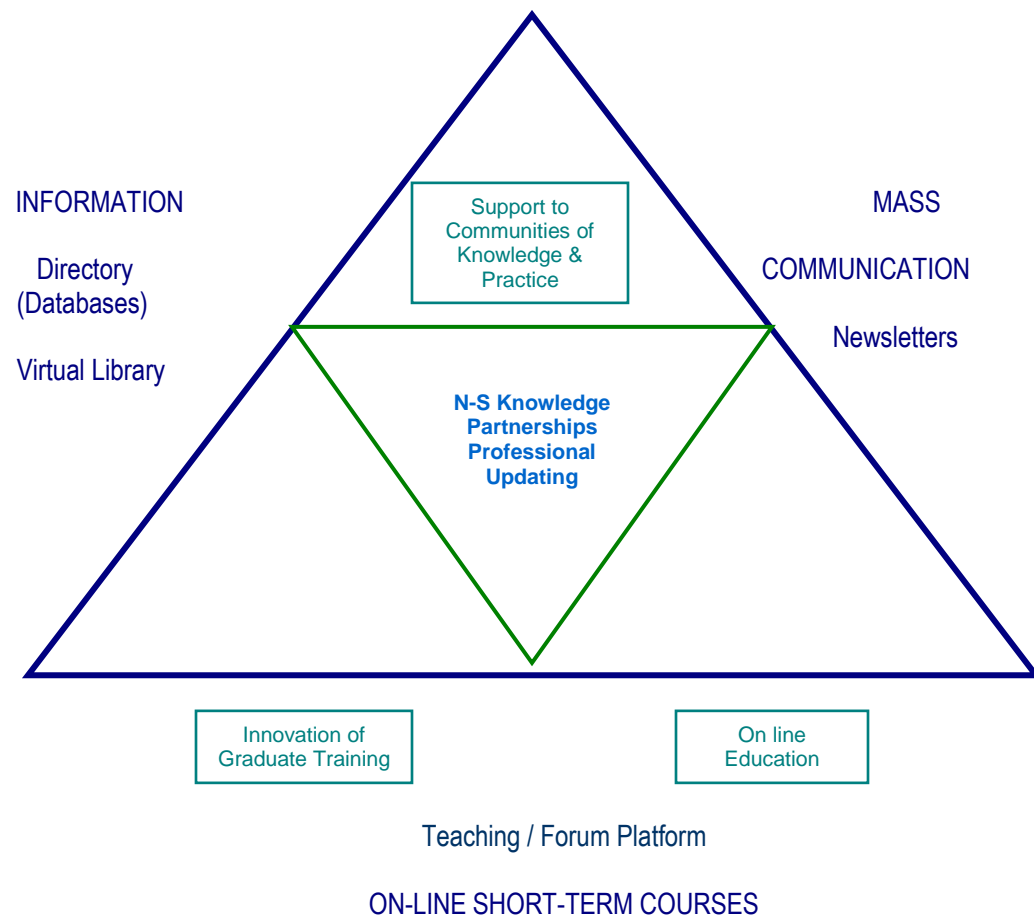 INFORMATION
Directory
(Databases)
Virtual Library
Support to
Communities of
Knowledge &
Practice
MASS
COMMUNICATION
Newsletters
N-S Knowledge
Partnerships
Professional
Updating
Innovation of
Graduate Training
On line
Education
Teaching / Forum Platform
ON-LINE SHORT-TERM COURSES